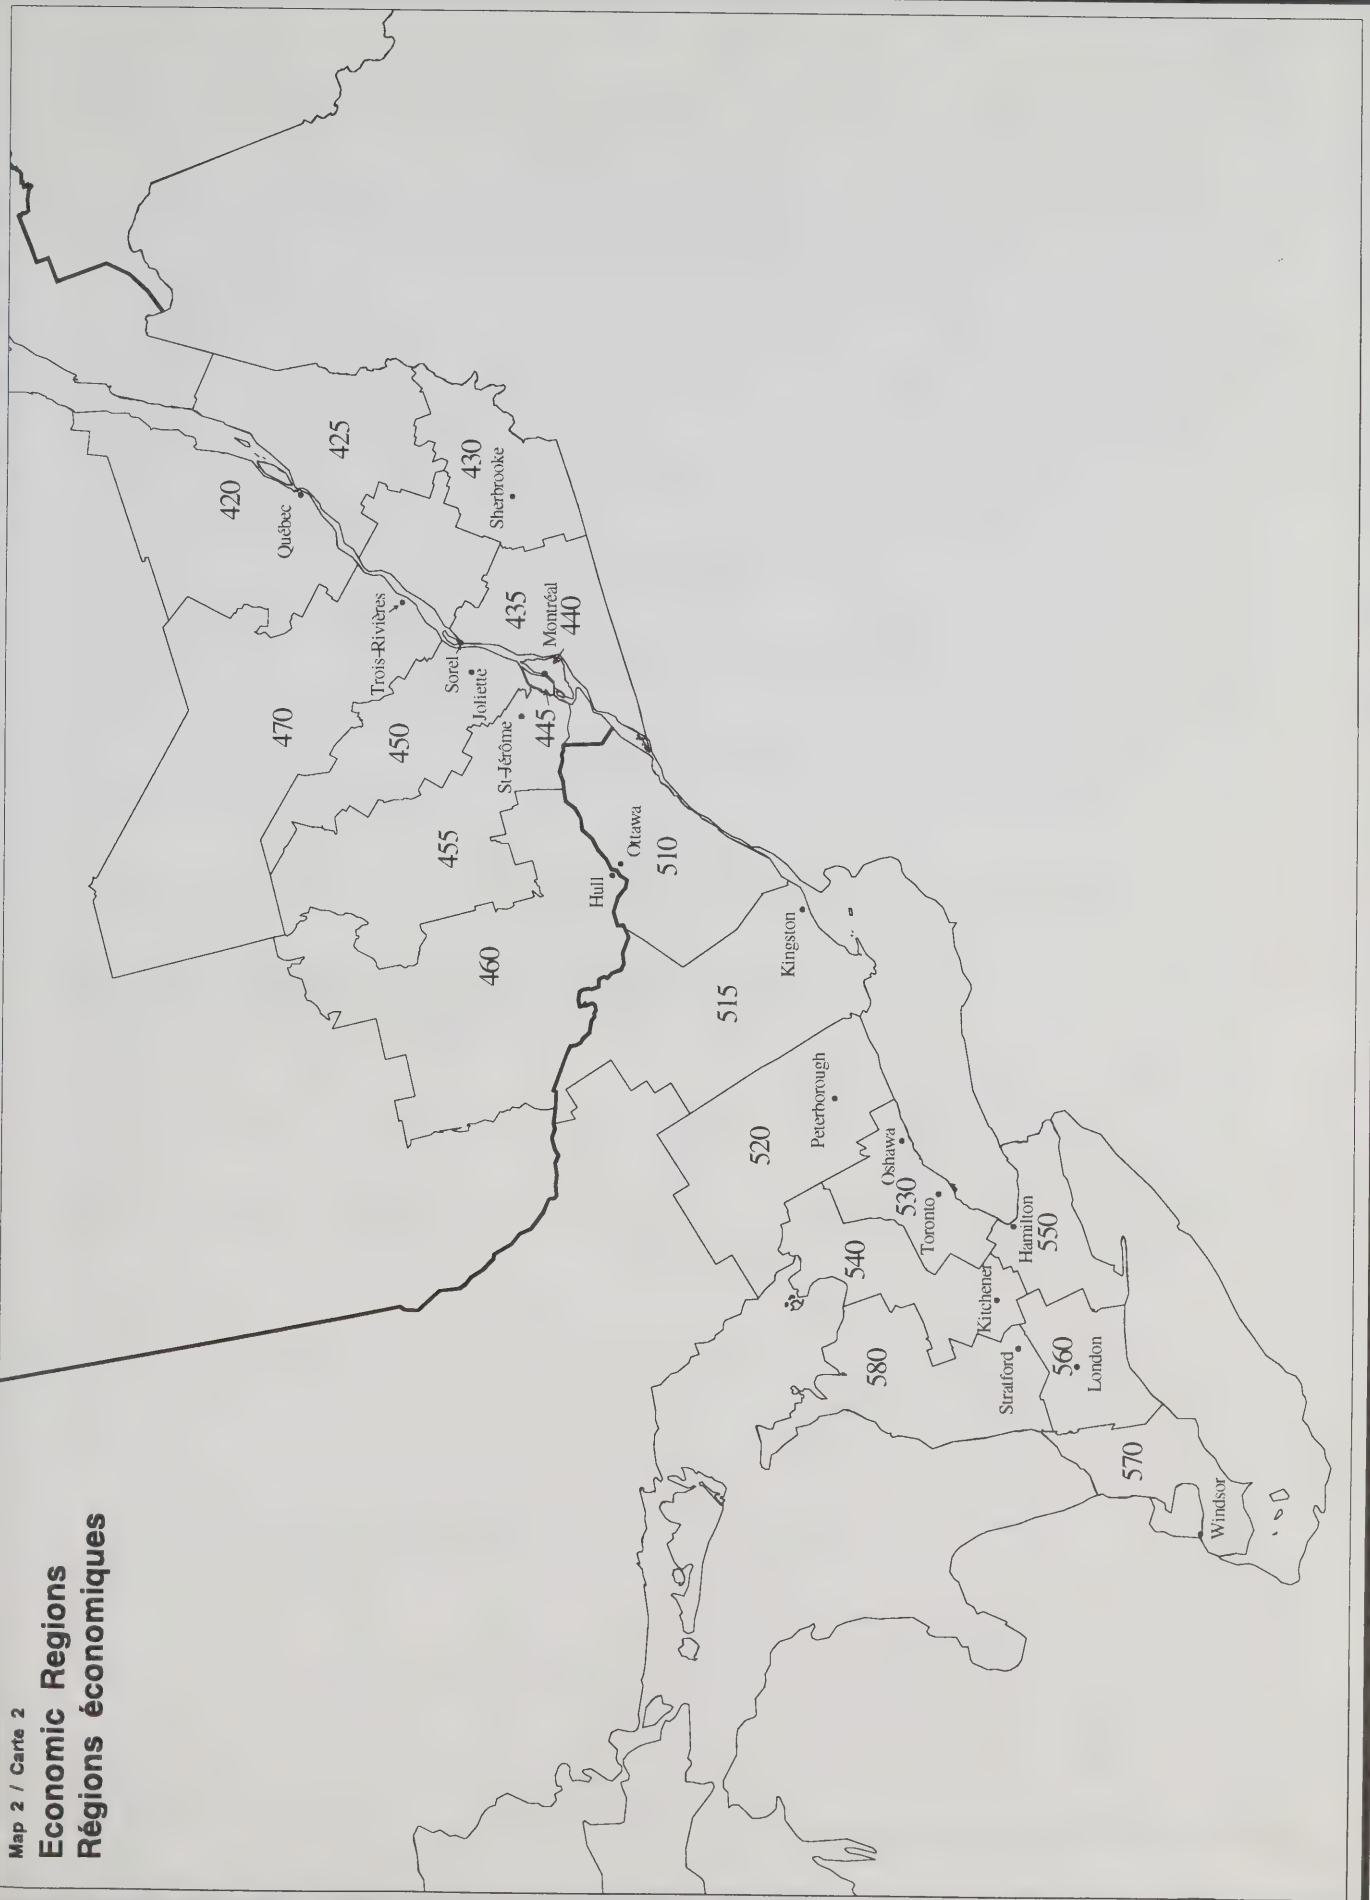 Map 2 / Carte 2
Economic Regions
Régions économiques
420
Québec
425
430
Sherbrooke
470
Trois-Rivières
Sorel
Joliette
435
Montréal
440
450
St-Jérôme
445
455
Ottawa
510
Hull
460
Kingston
515
Peterborough
520
Oshawa
530
Toronto
Hamilton
550
540
Kitchener
580
Stratford
560
London
570
Windsor